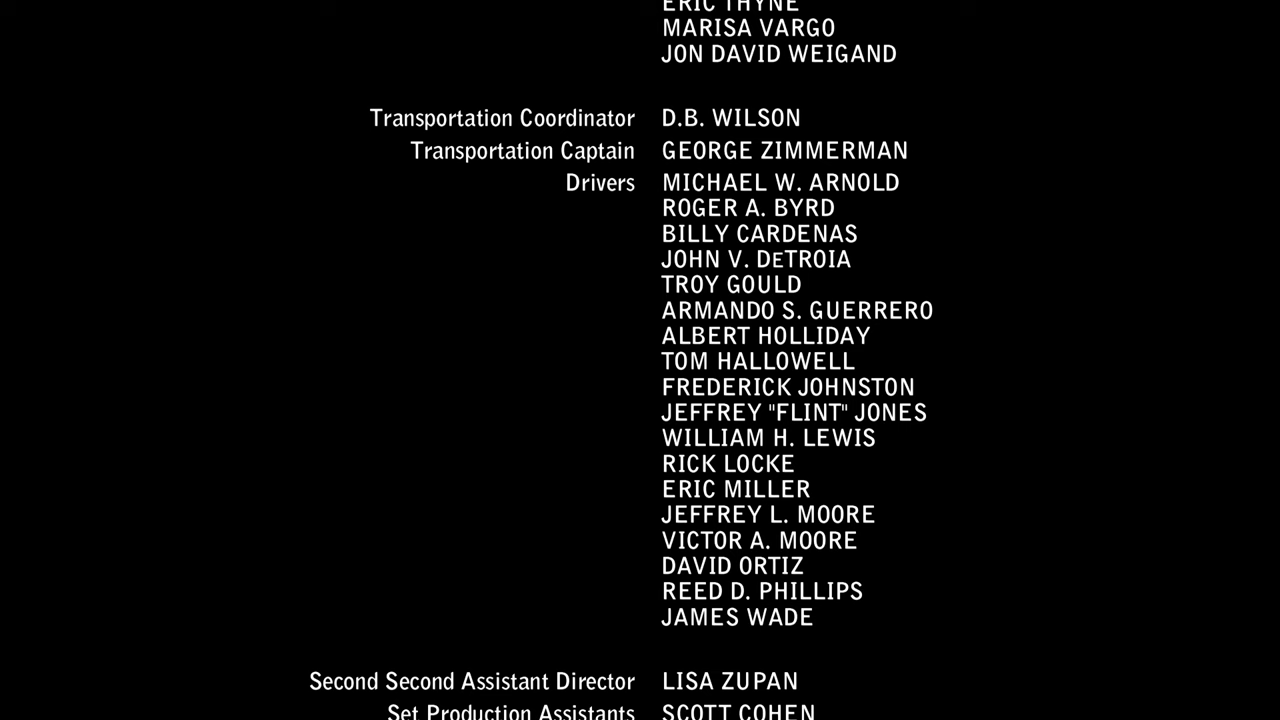 ERIC THYNE
MARISA VARGO
JON DAVID WEIGAND
Transportation Coordinator D.B. WILSON
Transportation Captain GEORGE ZIMMERMAN
Drivers MICHAEL W. ARNOLD
ROGER A. BYRD
BILLY CARDENAS
JOHN V. DeTROIA
TROY GOULD
ARMANDO S. GUERRERO
ALBERT HOLLIDAY
TOM HALLOWELL
FREDERICK JOHNSTON
JEFFREY "FLINT" JONES
WILLIAM H. LEWIS
RICK LOCKE
ERIC MILLER
JEFFREY L. MOORE
VICTOR A. MOORE
DAVID ORTIZ
REED D. PHILLIPS
JAMES WADE
Second Second Assistant Director LISA ZUPAN
Set Production Assistants SCOTT COHEN